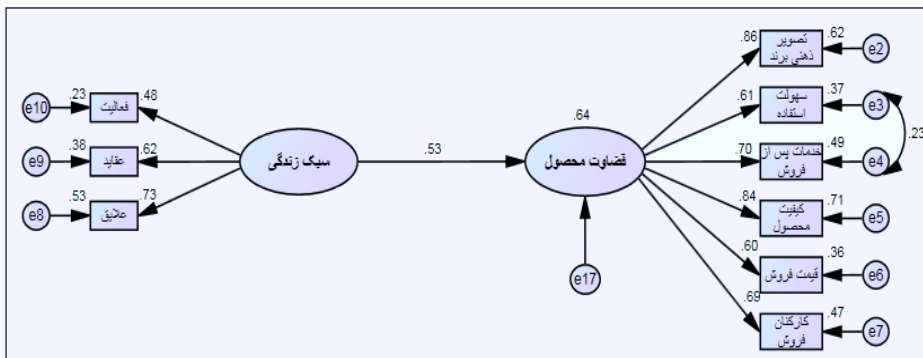 .86
تصویر
ذهنی برند
.62
e2
.61
سهولت
استفاده
.37
e3
.23
.70
خدمات پس از
فروش
.49
e4
.84
کیفیت
محصول
.71
e5
.60
قیمت فروش
.36
e6
.69
کارکنان
فروش
.47
e7
.64
قضاوت محصول
e17
.53
سبک زندگی
e10
.23
فعالیت
.48
e9
.38
عقاید
.62
e8
.53
علایق
.73